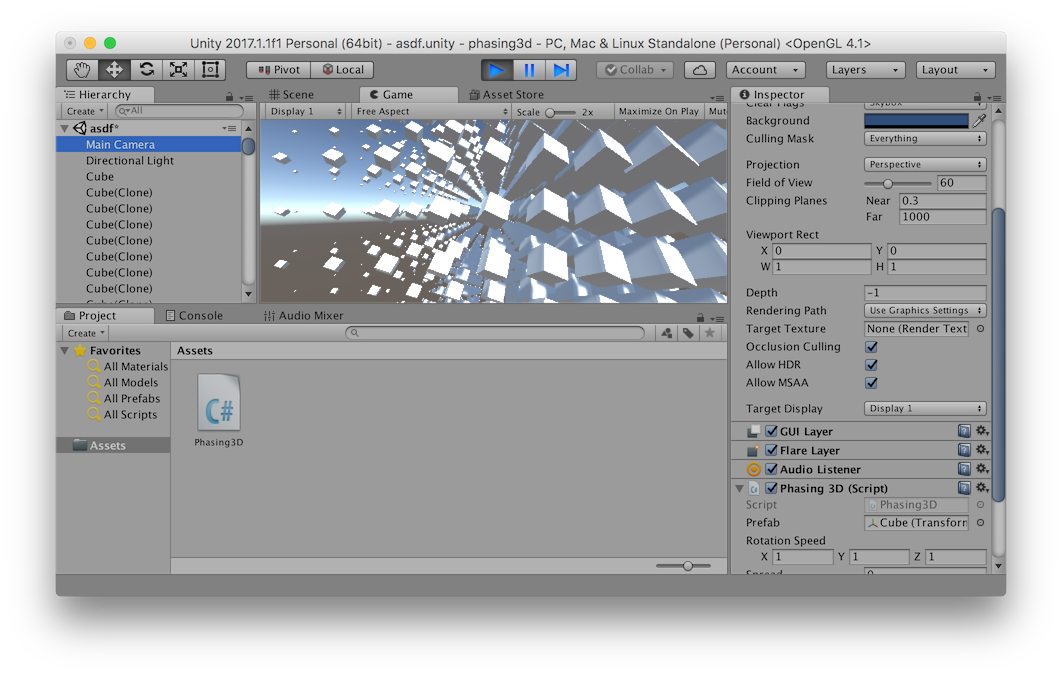 Unity 2017.1.1f1 Personal (64bit) - asdf.unity - phasing3d - PC, Mac & Linux Standalone (Personal) <OpenGL 4.1>
Pivot Local Collab Account Layers Layout
Hierarchy
Create All
asdf*
Main Camera
Directional Light
Cube
Cube(Clone)
Cube(Clone)
Cube(Clone)
Cube(Clone)
Cube(Clone)
Cube(Clone)
Cube(Clone)
Cube(Clone)
Scene Game Asset Store
Display 1 Free Aspect Scale 2x Maximize On Play Mut
Project Console Audio Mixer
Create
Favorites
All Materials
All Models
All Prefabs
All Scripts
Assets
Assets
C#
Phasing3D
Inspector
Clear Flags Skybox
Background
Culling Mask Everything
Projection Perspective
Field of View 60
Clipping Planes Near 0.3
Far 1000
Viewport Rect
X 0 Y 0
W 1 H 1
Depth -1
Rendering Path Use Graphics Settings
Target Texture None (Render Text
Occlusion Culling
Allow HDR
Allow MSAA
Target Display Display 1
GUI Layer
Flare Layer
Audio Listener
Phasing 3D (Script)
Script Phasing3D
Prefab Cube (Transforn
Rotation Speed
X 1 Y 1 Z 1
Spread